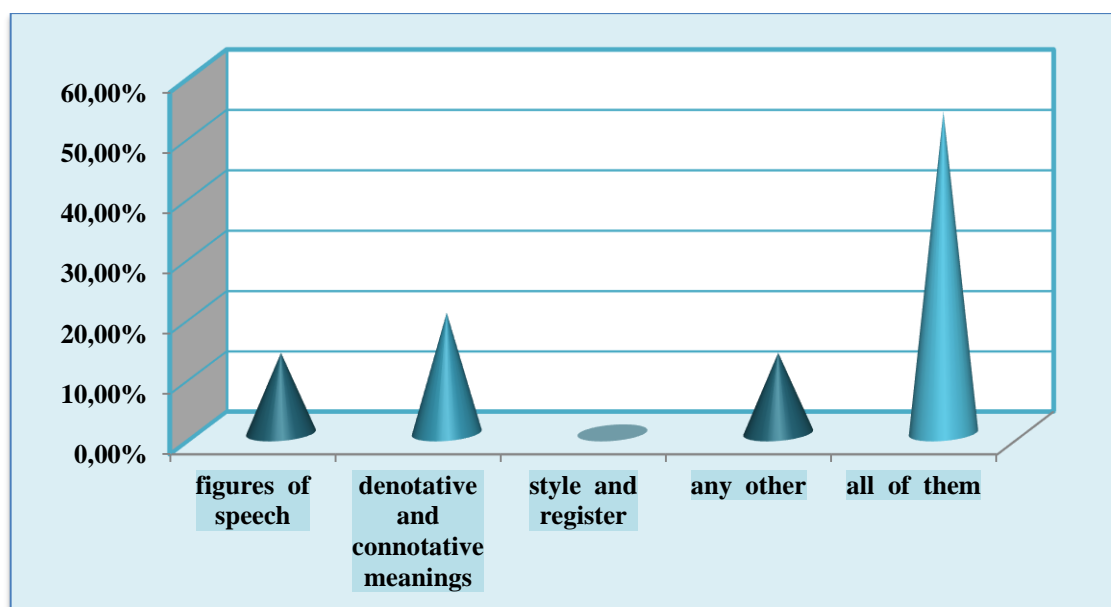 60,00%
50,00%
40,00%
30,00%
20,00%
10,00%
0,00%
figures of
speech
denotative
and
connotative
meanings
style and
register
any other
all of them